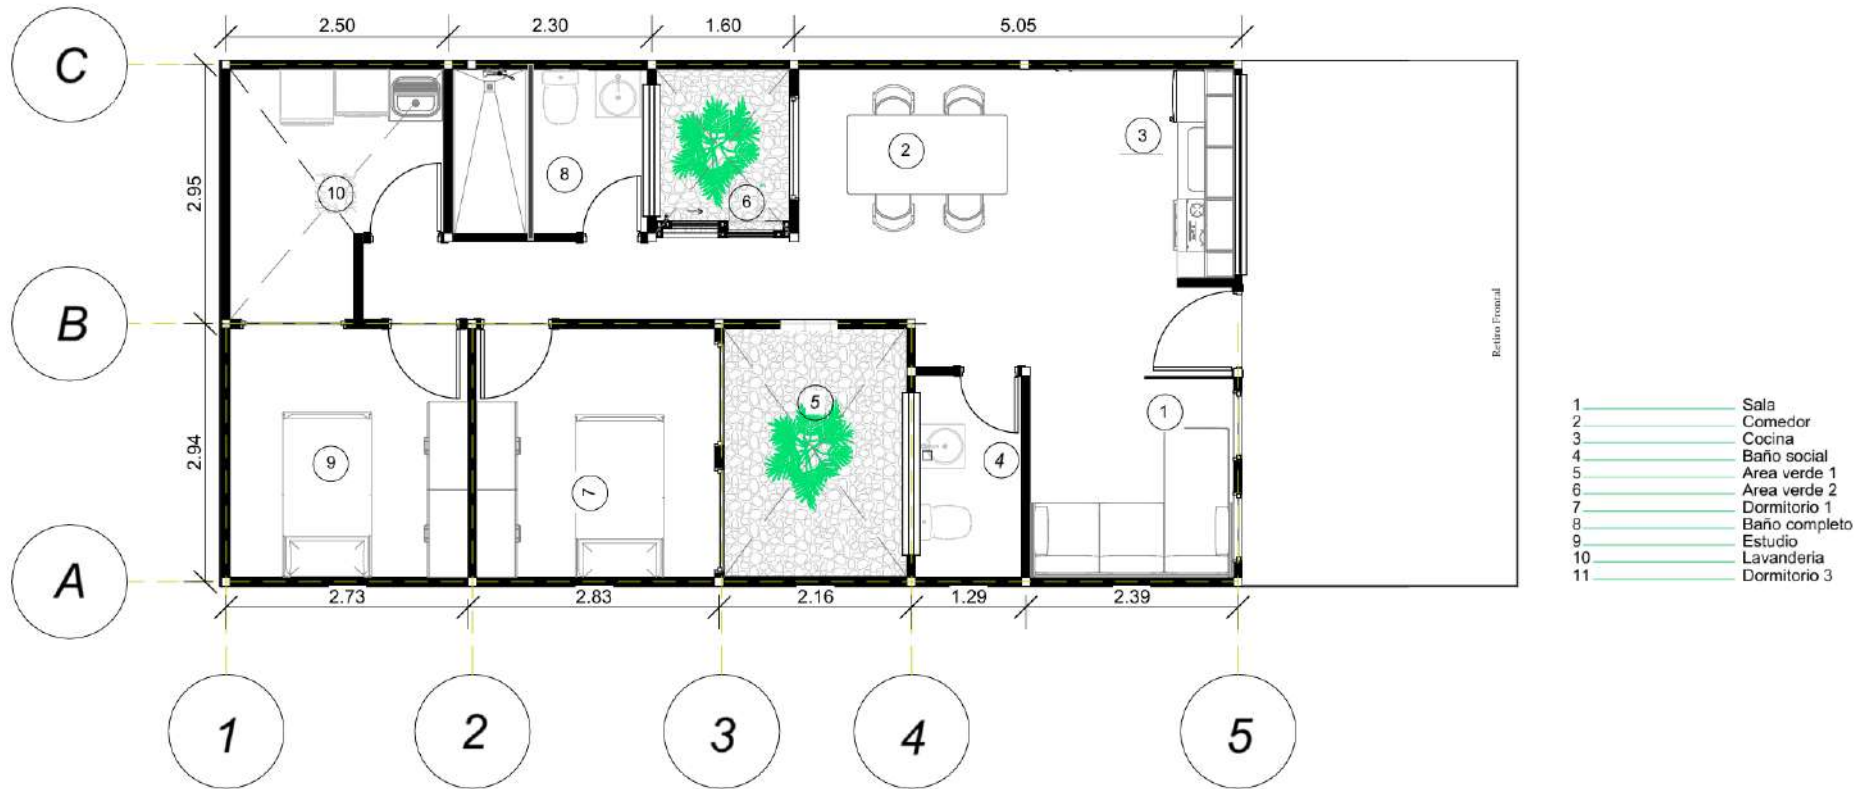 2.50 2.30 1.60 5.05
C
2.95
10
8
6
2
3
B
Retiro Frontal
2.94
9
7
5
4
1
A
2.73 2.83 2.16 1.29 2.39
1 2 3 4 5
1 Sala
2 Comedor
3 Cocina
4 Baño social
5 Area verde 1
6 Area verde 2
7 Dormitorio 1
8 Baño completo
9 Estudio
10 Lavanderia
11 Dormitorio 3